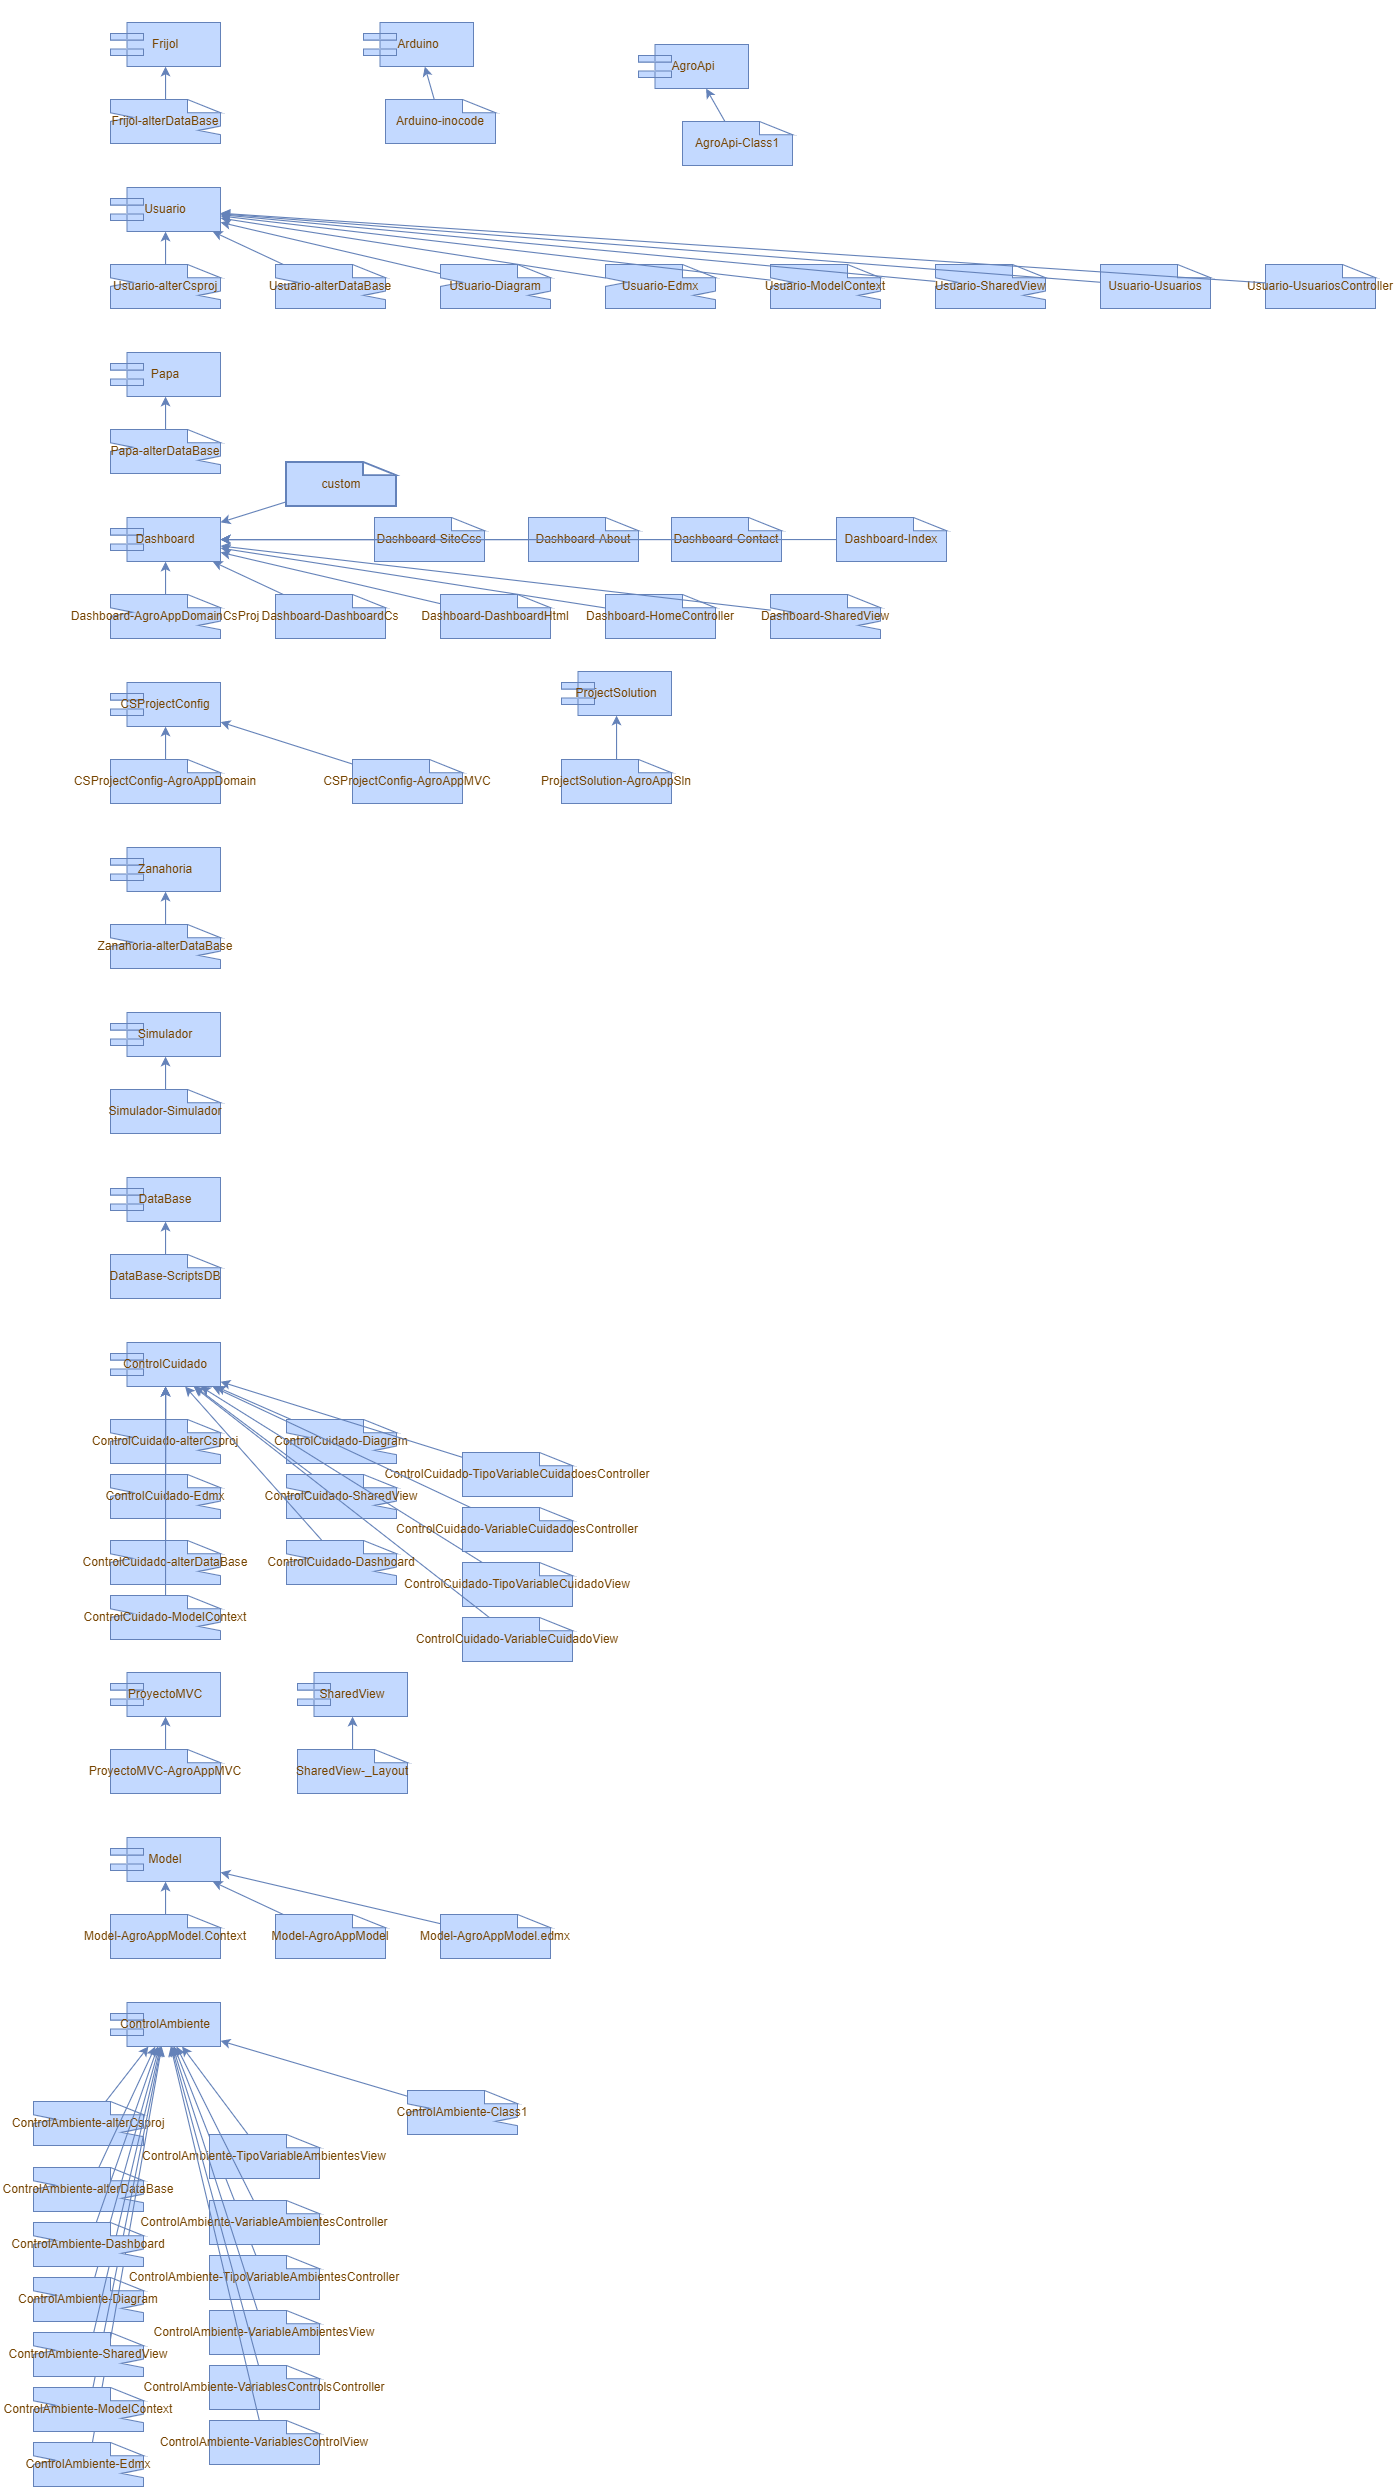 Frijol
Arduino
AgroApi
Frijol-alterDataBase
Arduino-inocode
AgroApi-Class1
Usuario
Usuario-alterCsproj
Usuario-alterDataBase
Usuario-Diagram
Usuario-Edmx
Usuario-ModelContext
Usuario-SharedView
Usuario-Usuarios
Usuario-UsuariosController
Papa
Papa-alterDataBase
custom
Dashboard
Dashboard-SiteCss
Dashboard-About
Dashboard-Contact
Dashboard-Index
Dashboard-AgroAppDomainCsProj
Dashboard-DashboardCs
Dashboard-DashboardHtml
Dashboard-HomeController
Dashboard-SharedView
CSProjectConfig
ProjectSolution
CSProjectConfig-AgroAppDomain
CSProjectConfig-AgroAppMVC
ProjectSolution-AgroAppSln
Zanahoria
Zanahoria-alterDataBase
Simulador
Simulador-Simulador
DataBase
DataBase-ScriptsDB
ControlCuidado
ControlCuidado-alterCsproj
ControlCuidado-Diagram
ControlCuidado-TipoVariableCuidadoesController
ControlCuidado-Edmx
ControlCuidado-SharedView
ControlCuidado-VariableCuidadoesController
ControlCuidado-alterDataBase
ControlCuidado-Dashboard
ControlCuidado-TipoVariableCuidadoView
ControlCuidado-ModelContext
ControlCuidado-VariableCuidadoView
ProyectoMVC
SharedView
ProyectoMVC-AgroAppMVC
SharedView-_Layout
Model
Model-AgroAppModel.Context
Model-AgroAppModel
Model-AgroAppModel.edmx
ControlAmbiente
ControlAmbiente-Class1
ControlAmbiente-alterCsproj
ControlAmbiente-TipoVariableAmbientesView
ControlAmbiente-alterDataBase
ControlAmbiente-VariableAmbientesController
ControlAmbiente-Dashboard
ControlAmbiente-TipoVariableAmbientesController
ControlAmbiente-Diagram
ControlAmbiente-VariableAmbientesView
ControlAmbiente-SharedView
ControlAmbiente-VariablesControlsController
ControlAmbiente-ModelContext
ControlAmbiente-VariablesControlView
ControlAmbiente-Edmx